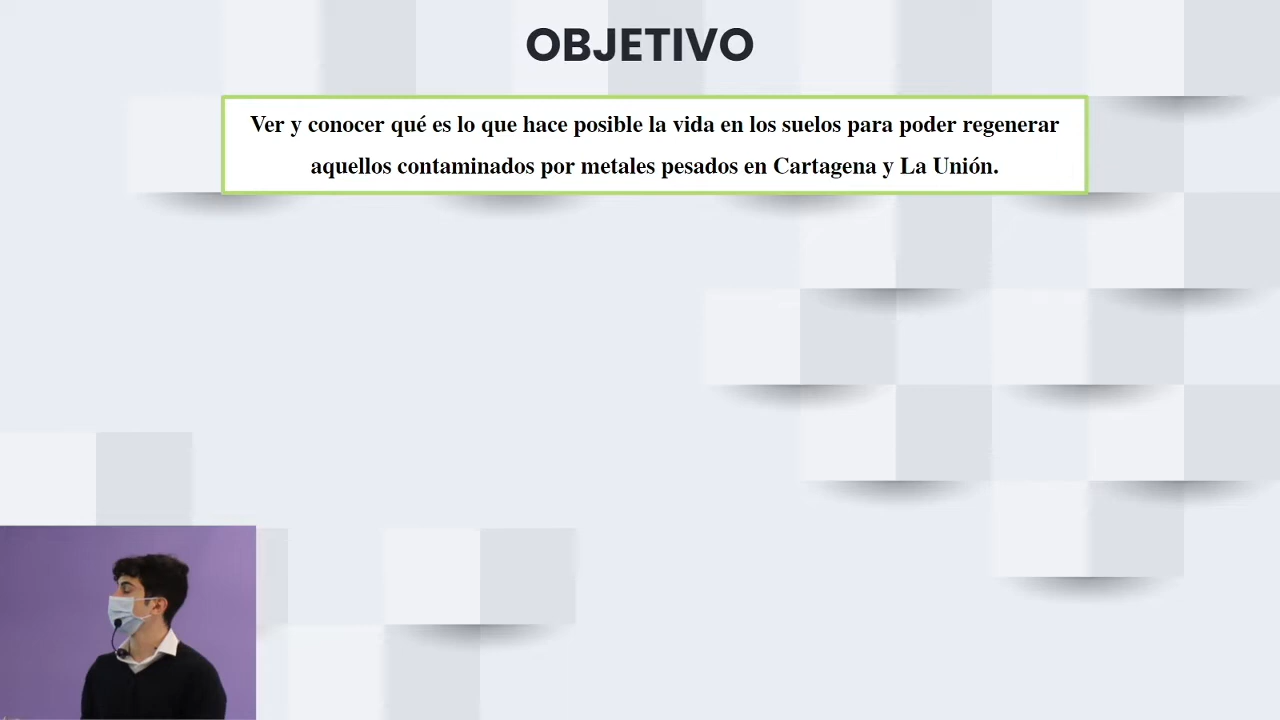 OBJETIVO
Ver y conocer qué es lo que hace posible la vida en los suelos para poder regenerar
aquellos contaminados por metales pesados en Cartagena y La Unión.